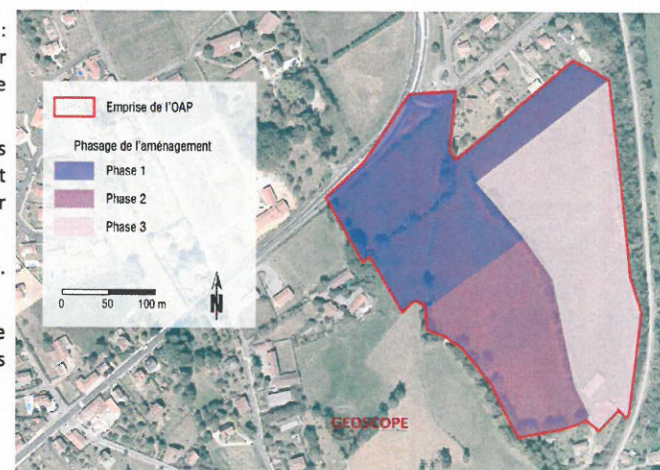 :
r
e
s
t
r
.
e
s
Emprise de l'OAP
Phasage de l'aménagement
Phase 1
Phase 2
Phase 3
0 50 100 m
N
GEOSCOPE